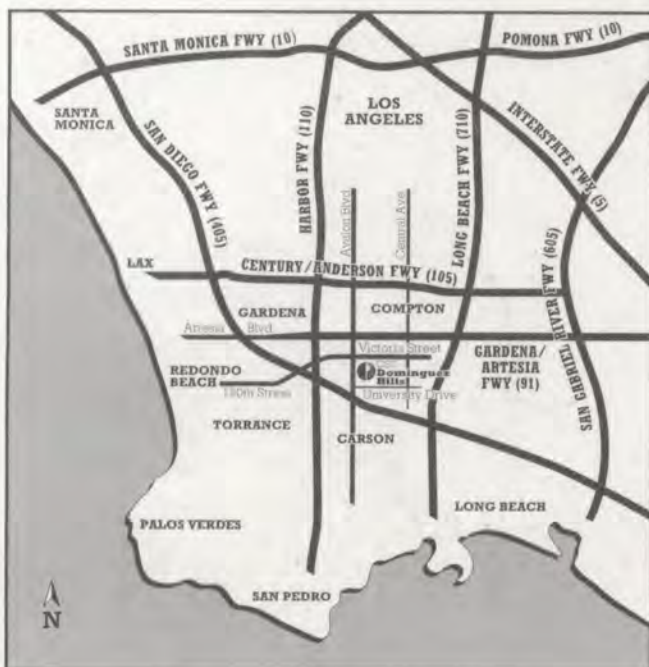 SANTA MONICA FWY (10)
POMONA FWY (10)
SANTA
MONICA
LOS
ANGELES
SAN DIEGO FWY (405)
HARBOR FWY (110)
LONG BEACH FWY (710)
INTERSTATE FWY (5)
Avalon Blvd
Central Ave
SAN GABRIEL RIVER FWY (605)
LAX
CENTURY/ANDERSON FWY (105)
GARDENA
COMPTON
Artesia Blvd.
Victoria Street
GARDENA/
ARTESIA
FWY (91)
REDONDO
BEACH
Dominguez
Hills
190th Street
University Drive
TORRANCE
CARSON
LONG BEACH
PALOS VERDES
SAN PEDRO
N